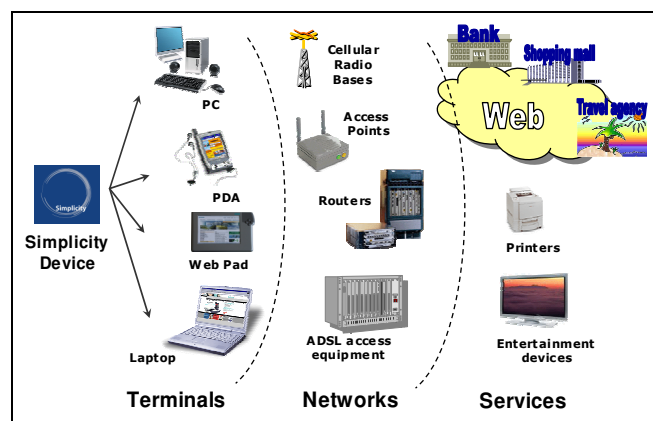 Simplicity
Simplicity
Device
PC
PDA
Web Pad
Laptop
Terminals
Cellular
Radio
Bases
Access
Points
Routers
ADSL access
equipment
Networks
Bank
Shopping mall
Web
Travel agency
Printers
Entertainment
devices
Services